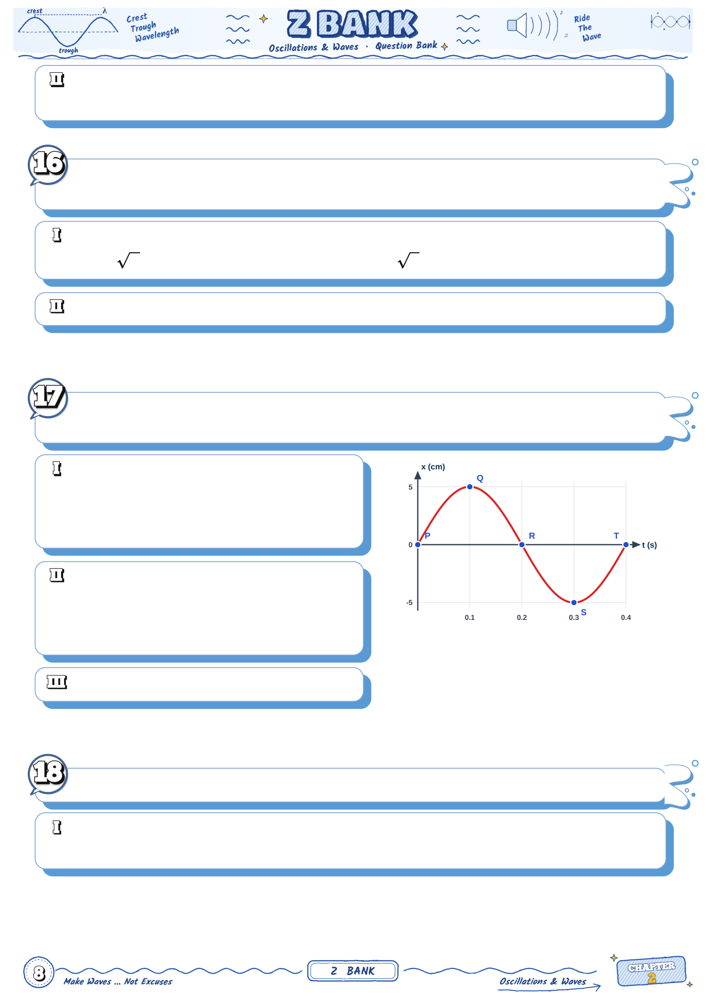 crest
λ
trough
Crest
Trough
Wavelength
Z BANK
Oscillations & Waves · Question Bank
Ride
The
Wave
II
16
I
√
√
II
17
I
x (cm)
Q
5
P
R
T
0
t (s)
II
-5
S
0.1
0.2
0.3
0.4
III
18
I
8
Make Waves ... Not Excuses
Z BANK
Oscillations & Waves
CHAPTER
2